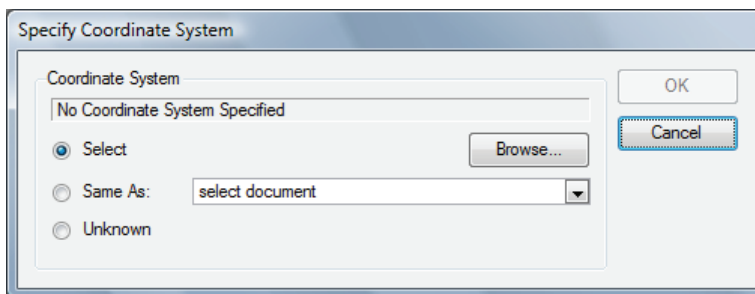 Specify Coordinate System
Coordinate System
No Coordinate System Specified
Select
Browse...
Same As:
select document
Unknown
OK
Cancel